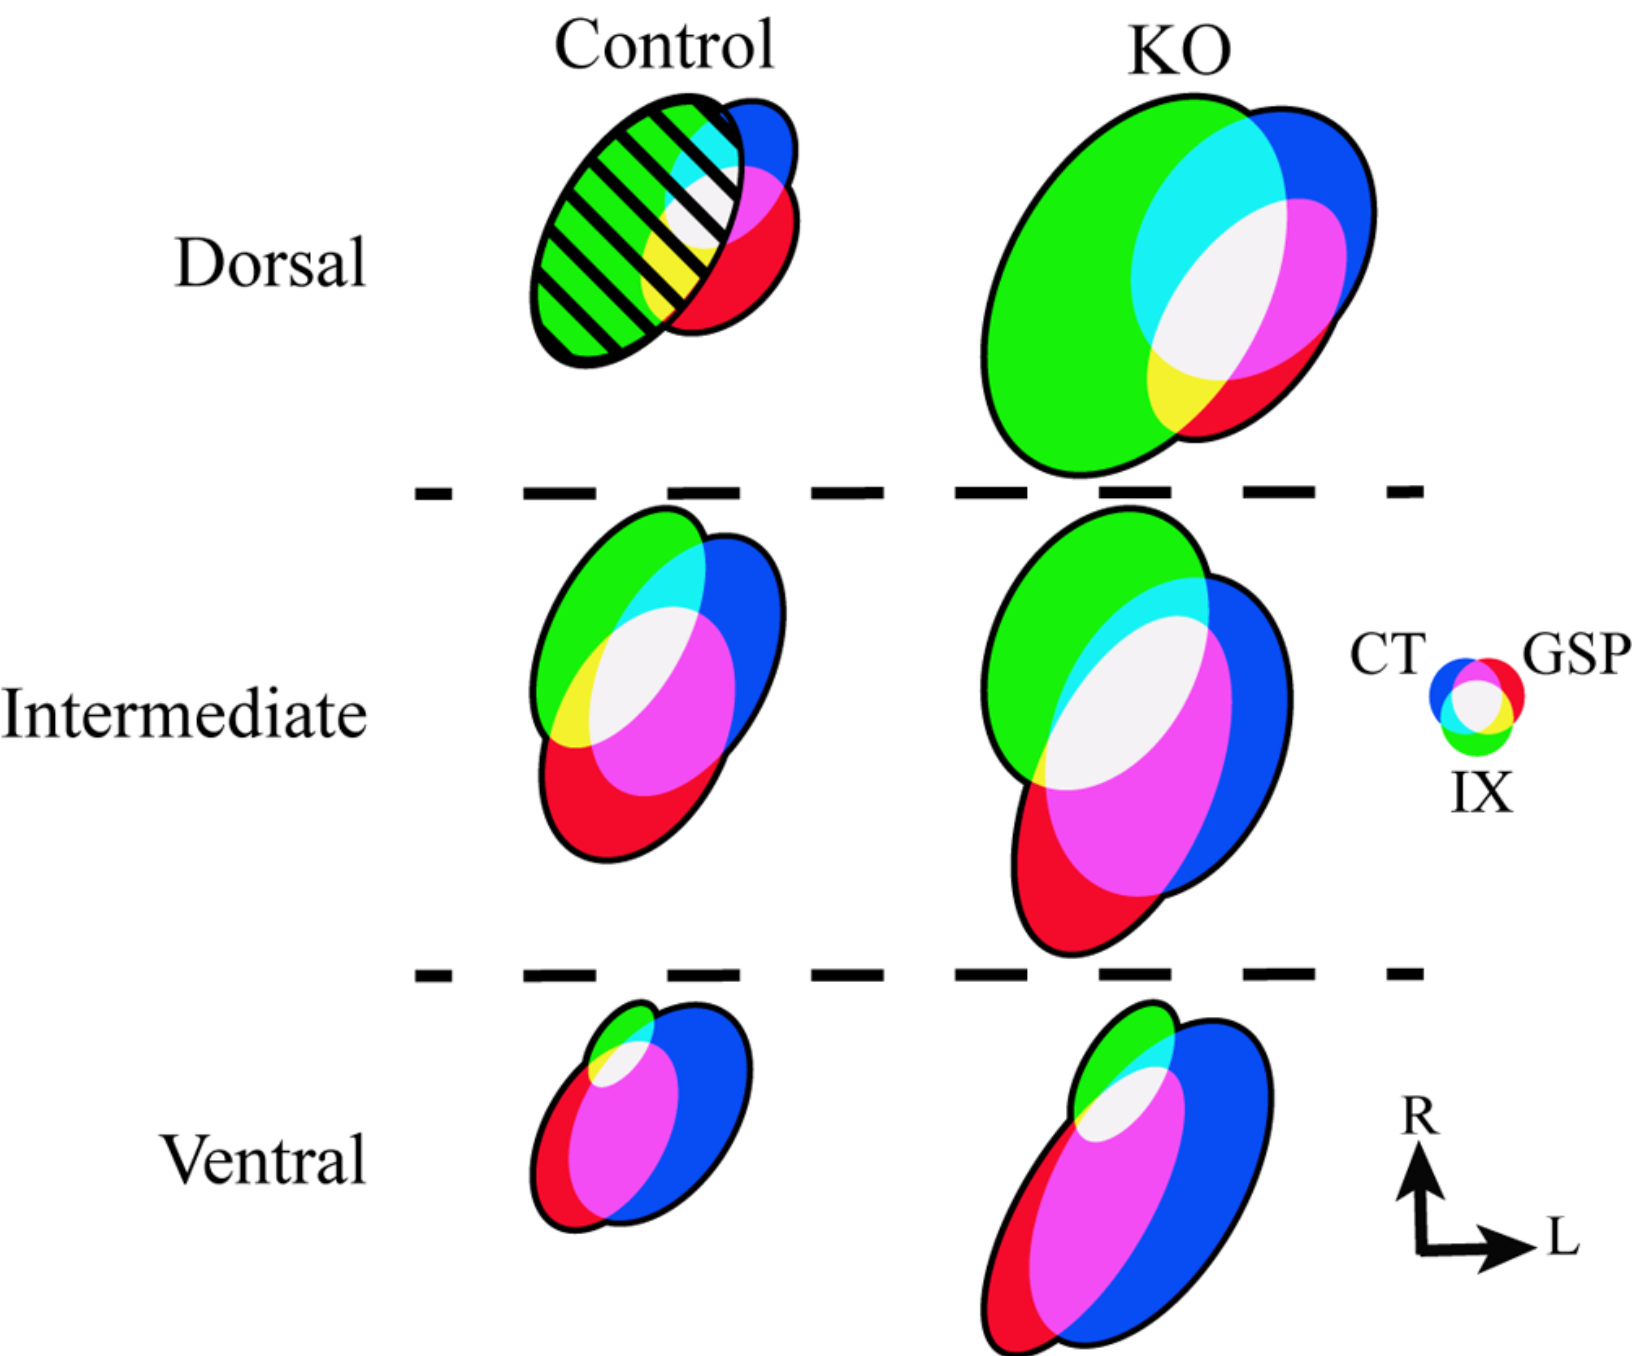 Control
KO
Dorsal
Intermediate
CT
GSP
IX
Ventral
R
L